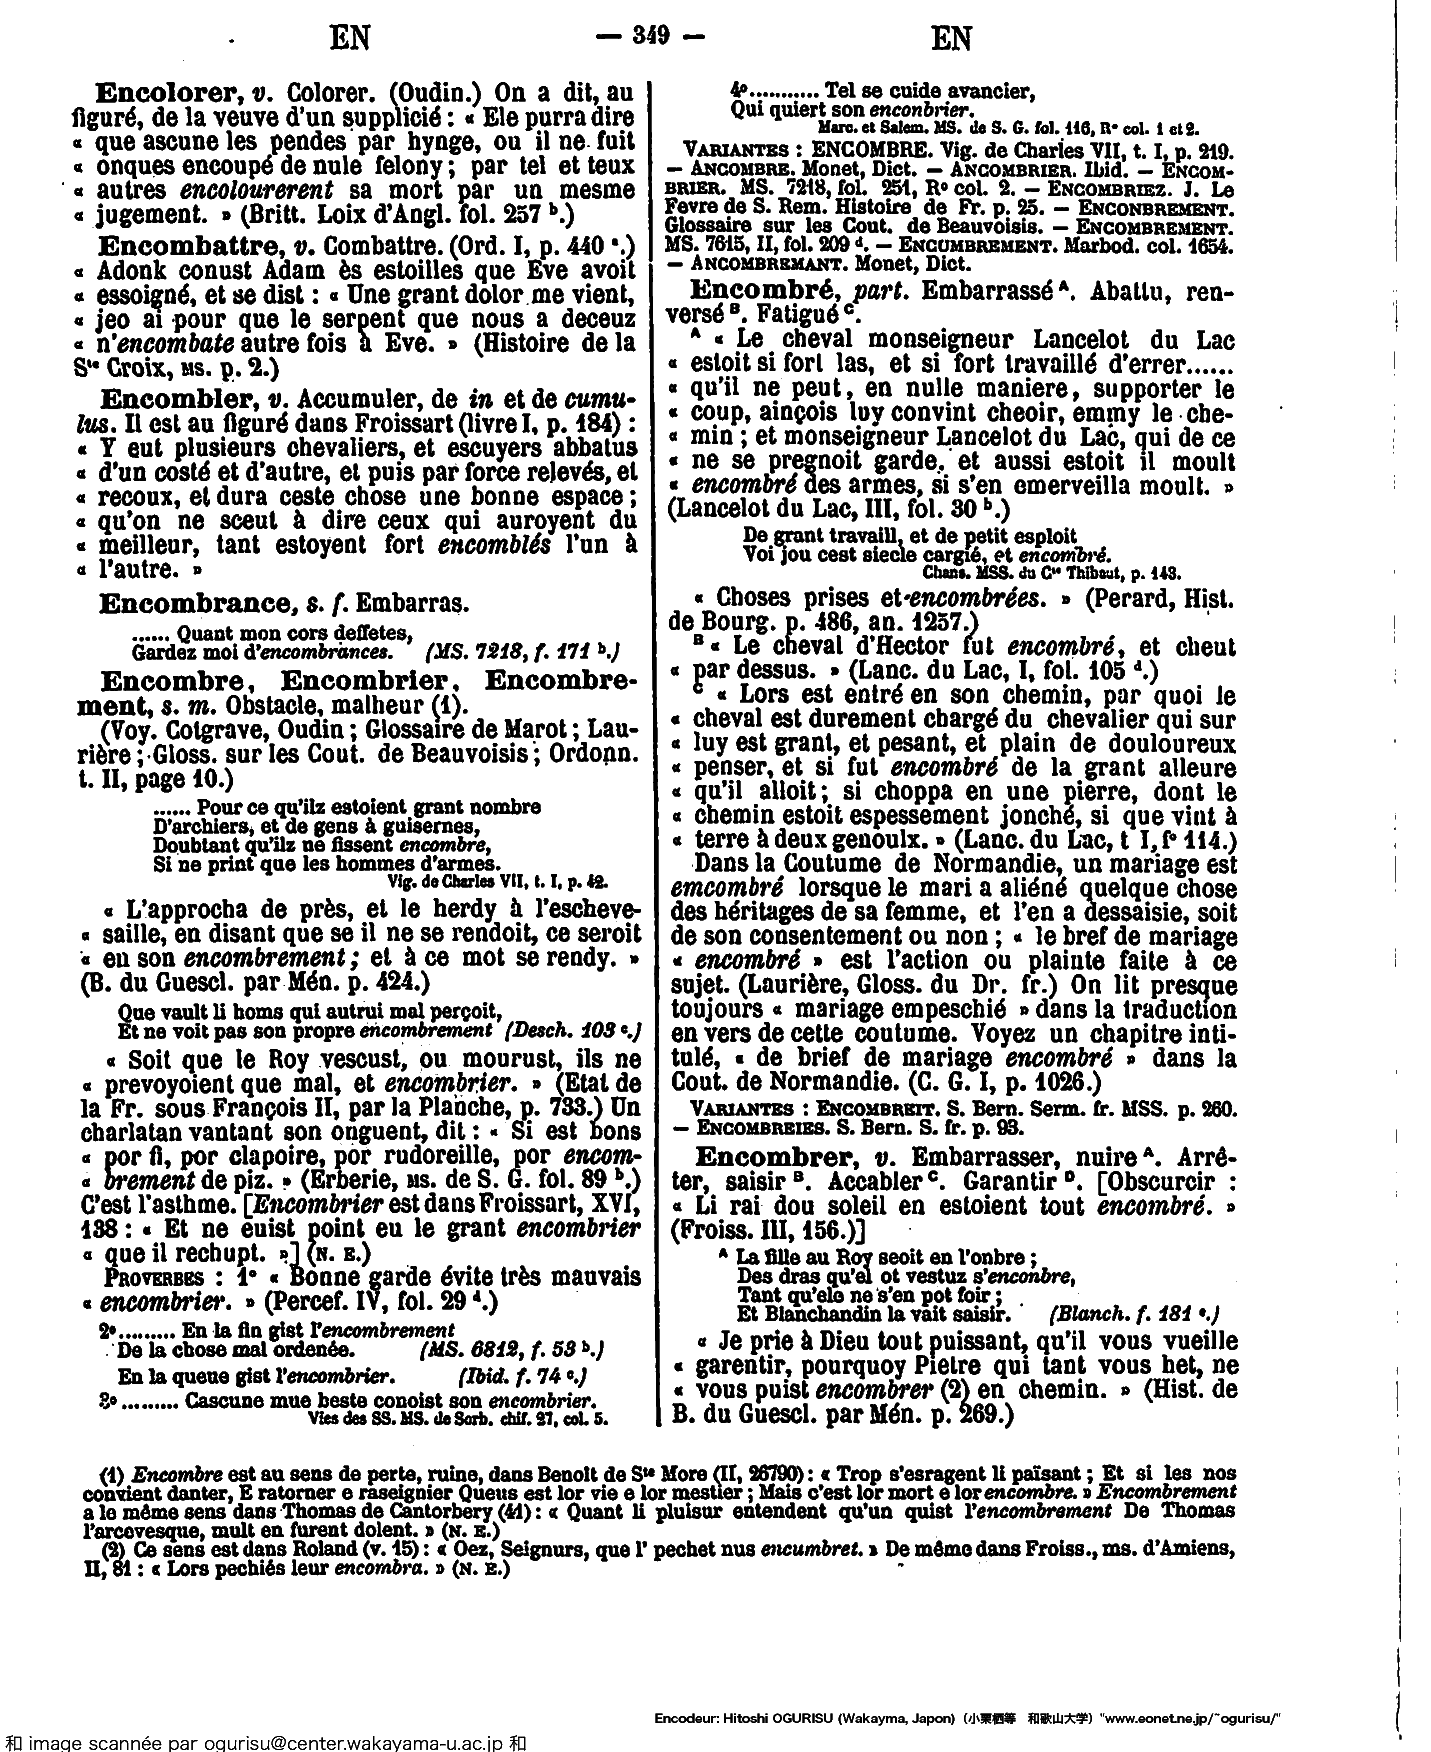 EN — 349 — EN
Encolorer, v. Colorer. (Oudin.) On a dit, au
figuré, de la veuve d'un supplicié : « Ele purra dire
« que ascune les pendes par hynge, ou il ne fuit
« onques encoupé de nule felony ; par tel et teux
« autres encolourerent sa mort par un mesme
« jugement. » (Britt. Loix d'Angl. fol. 257 b.)
Encombattre, v. Combattre. (Ord. I, p. 440 a.)
« Adonk conust Adam ès estoilles que Eve avoit
« essoigné, et se dist : « Une grant dolor me vient,
« jeo ai pour que le serpent que nous a deceuz
« n'encombate autre fois à Eve. » (Histoire de la
Ste Croix, ms. p. 2.)
Encombler, v. Accumuler, de in et de cumu-
lus. Il est au figuré dans Froissart (livre I, p. 184) :
« Y eut plusieurs chevaliers, et escuyers abbatus
« d'un costé et d'autre, et puis par force relevés, et
« recoux, et dura ceste chose une bonne espace ;
« qu'on ne sceut à dire ceux qui auroyent du
« meilleur, tant estoyent fort encomblés l'un à
« l'autre. »
Encombrance, s. f. Embarras.
...... Quant mon cors deffetes,
Gardez moi d'encombrances. (MS. 7218, f. 171 b.)
Encombre, Encombrier, Encombre-
ment, s. m. Obstacle, malheur (1).
(Voy. Cotgrave, Oudin ; Glossaire de Marot ; Lau-
rière ; Gloss. sur les Cout. de Beauvoisis ; Ordonn.
t. II, page 10.)
...... Pour ce qu'ilz estoient grant nombre
D'archiers, et de gens à guisernes,
Doubtant qu'ilz ne fissent encombre,
Si ne print que les hommes d'armes.
Vig. de Charles VII, t. I, p. 42.
« L'approcha de près, et le herdy à l'escheve-
« saille, en disant que se il ne se rendoit, ce seroit
« en son encombrement ; et à ce mot se rendy. »
(B. du Guescl. par Mén. p. 424.)
Que vault li homs qui autrui mal perçoit,
Et ne voit pas son propre encombrement (Desch. 103 c.)
« Soit que le Roy vescust, ou mourust, ils ne
« prevoyoient que mal, et encombrier. » (Etat de
la Fr. sous François II, par la Planche, p. 733.) Un
charlatan vantant son onguent, dit : « Si est bons
« por fi, por clapoire, por rudoreille, por encom-
« brement de piz. » (Erberie, ms. de S. G. fol. 89 b.)
C'est l'asthme. [Encombrier est dans Froissart, XVI,
138 : « Et ne euist point eu le grant encombrier
« que il rechupt. »] (N. E.)
PROVERBES : 1° « Bonne garde évite très mauvais
« encombrier. » (Percef. IV, fol. 29 d.)
2°......... En la fin gist l'encombrement
De la chose mal ordenée. (MS. 6812, f. 53 b.)
En la queue gist l'encombrier. (Ibid. f. 74 c.)
3° ......... Cascune mue beste conoist son encombrier.
Vies des SS. MS. de Sorb. chif. 27, col. 5.
4°........... Tel se cuide avancier,
Qui quiert son enconbrier.
Marc. et Salem. MS. de S. G. fol. 116, R° col. 1 et 2.
VARIANTES : ENCOMBRE. Vig. de Charles VII, t. I, p. 219.
— ANCOMBRE. Monet, Dict. — ANCOMBRIER. Ibid. — ENCOM-
BRIER. MS. 7218, fol. 251, R° col. 2. — ENCOMBRIEZ. J. Le
Fevre de S. Rem. Histoire de Fr. p. 25. — ENCONBREMENT.
Glossaire sur les Cout. de Beauvoisis. — ENCOMBREMENT.
MS. 7615, II, fol. 209 d. — ENCUMBREMENT. Marbod. col. 1654.
— ANCOMBREMANT. Monet, Dict.
Encombré, part. Embarrassé A. Abattu, ren-
versé B. Fatigué C.
A « Le cheval monseigneur Lancelot du Lac
« estoit si fort las, et si fort travaillé d'errer......
« qu'il ne peut, en nulle maniere, supporter le
« coup, ainçois luy convint cheoir, emmy le che-
« min ; et monseigneur Lancelot du Lac, qui de ce
« ne se pregnoit garde, et aussi estoit il moult
« encombré des armes, si s'en emerveilla moult. »
(Lancelot du Lac, III, fol. 30 b.)
De grant travaill, et de petit esploit
Voi jou cest siecle cargié, et encombré.
Chans. MSS. du Cte Thibaut, p. 143.
« Choses prises et encombrées. » (Perard, Hist.
de Bourg. p. 486, an. 1257.)
B « Le cheval d'Hector fut encombré, et cheut
« par dessus. » (Lanc. du Lac, I, fol. 105 d.)
C « Lors est entré en son chemin, par quoi le
« cheval est durement chargé du chevalier qui sur
« luy est grant, et pesant, et plain de douloureux
« penser, et si fut encombré de la grant alleure
« qu'il alloit ; si choppa en une pierre, dont le
« chemin estoit espessement jonché, si que vint à
« terre à deux genoulx. » (Lanc. du Lac, t I, f° 114.)
Dans la Coutume de Normandie, un mariage est
emcombré lorsque le mari a aliéné quelque chose
des héritages de sa femme, et l'en a dessaisie, soit
de son consentement ou non ; « le bref de mariage
« encombré » est l'action ou plainte faite à ce
sujet. (Laurière, Gloss. du Dr. fr.) On lit presque
toujours « mariage empeschié » dans la traduction
en vers de cette coutume. Voyez un chapitre inti-
tulé, « de brief de mariage encombré » dans la
Cout. de Normandie. (C. G. I, p. 1026.)
VARIANTES : ENCOMBREIT. S. Bern. Serm. fr. MSS. p. 260.
— ENCOMBREIES. S. Bern. S. fr. p. 93.
Encombrer, v. Embarrasser, nuire A. Arrê-
ter, saisir B. Accabler C. Garantir D. [Obscurcir :
« Li rai dou soleil en estoient tout encombré. »
(Froiss. III, 156.)]
A La fille au Roy seoit en l'onbre ;
Des dras qu'el ot vestuz s'enconbre,
Tant qu'ele ne s'en pot foir ;
Et Blanchandin la vait saisir. (Blanch. f. 181 a.)
« Je prie à Dieu tout puissant, qu'il vous vueille
« garentir, pourquoy Pietre qui tant vous het, ne
« vous puist encombrer (2) en chemin. » (Hist. de
B. du Guescl. par Mén. p. 269.)
(1) Encombre est au sens de perte, ruine, dans Benoit de Ste More (II, 26790) : « Trop s'esragent li païsant ; Et si les nos
convient danter, E ratorner e raseignier Queus est lor vie e lor mestier ; Mais c'est lor mort e lor encombre. » Encombrement
a le même sens dans Thomas de Cantorbery (41) : « Quant li pluisur entendent qu'un quist l'encombrement De Thomas
l'arcevesque, mult en furent dolent. » (N. E.)
(2) Ce sens est dans Roland (v. 15) : « Oez, Seignurs, que l' pechet nus encumbret. » De même dans Froiss., ms. d'Amiens,
II, 81 : « Lors pechiés leur encombra. » (N. E.)
Encodeur: Hitoshi OGURISU (Wakayma, Japon) (小栗栖等 和歌山大学) "www.eonet.ne.jp/~ogurisu/"
和 image scannée par ogurisu@center.wakayama-u.ac.jp 和